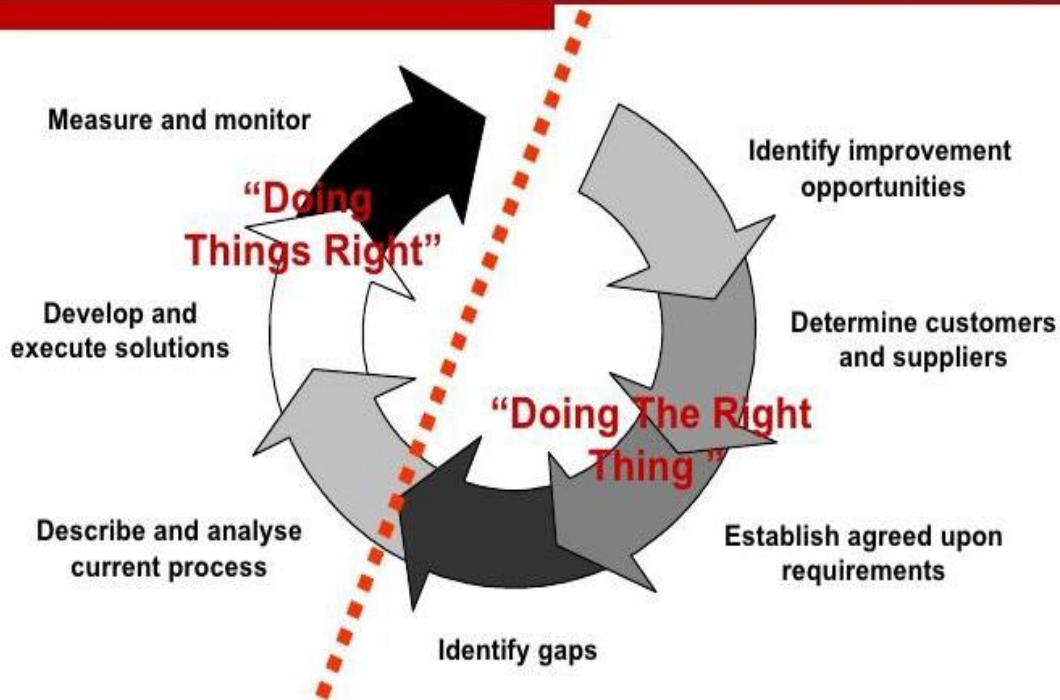 Measure and monitor
“Doing
Things Right”
Develop and
execute solutions
Describe and analyse
current process
Identify improvement
opportunities
Determine customers
and suppliers
“Doing The Right
Thing ”
Establish agreed upon
requirements
Identify gaps